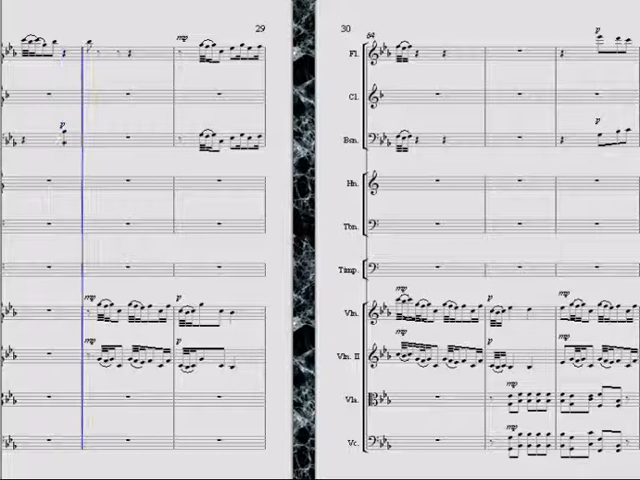 29
mp
p
mp
p
mp
p
30
64
p
Fl.
Cl.
p
Bsn.
Hn.
Tbn.
Timp.
mp
p
mp
Vln.
mp
p
mp
Vln. II
mp
Vla.
mp
Vc.